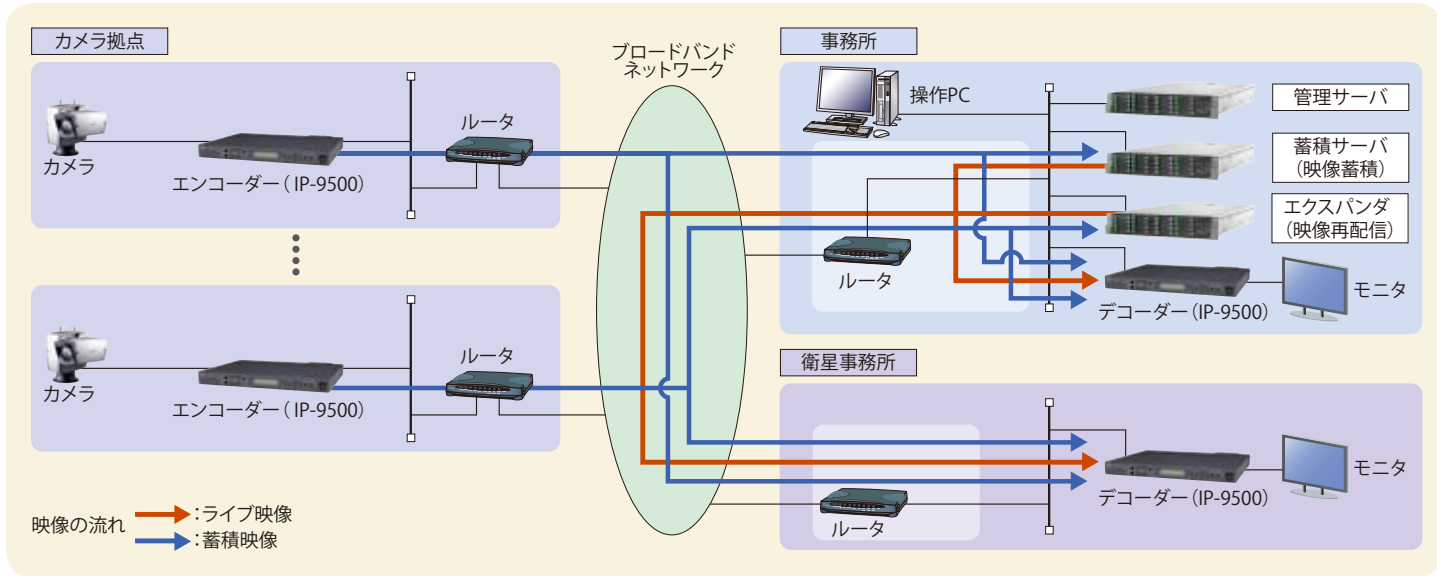 カメラ拠点
カメラ
エンコーダー（IP-9500）
ルータ
カメラ
エンコーダー（IP-9500）
ルータ
ブロードバンド
ネットワーク
事務所
操作PC
管理サーバ
蓄積サーバ
（映像蓄積）
エクスパンダ
（映像再配信）
ルータ
デコーダー（IP-9500）
モニタ
衛星事務所
ルータ
デコーダー（IP-9500）
モニタ
映像の流れ
：ライブ映像
：蓄積映像